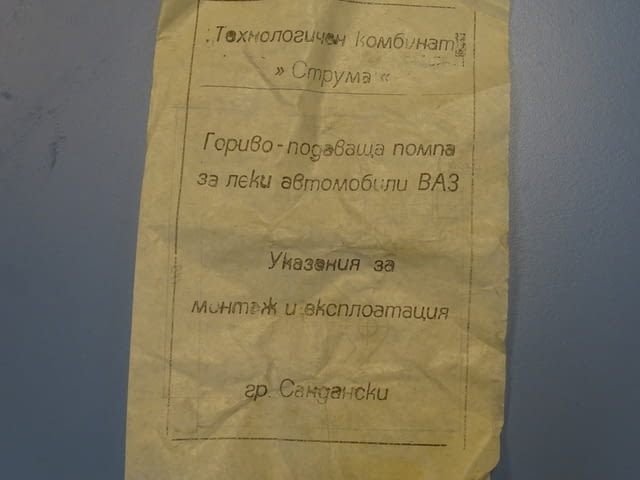 Технологичен комбинат
» Струма «
Гориво-подаваща помпа
за леки автомобили ВАЗ
Указания за
монтаж и експлоатация
гр. Сандански